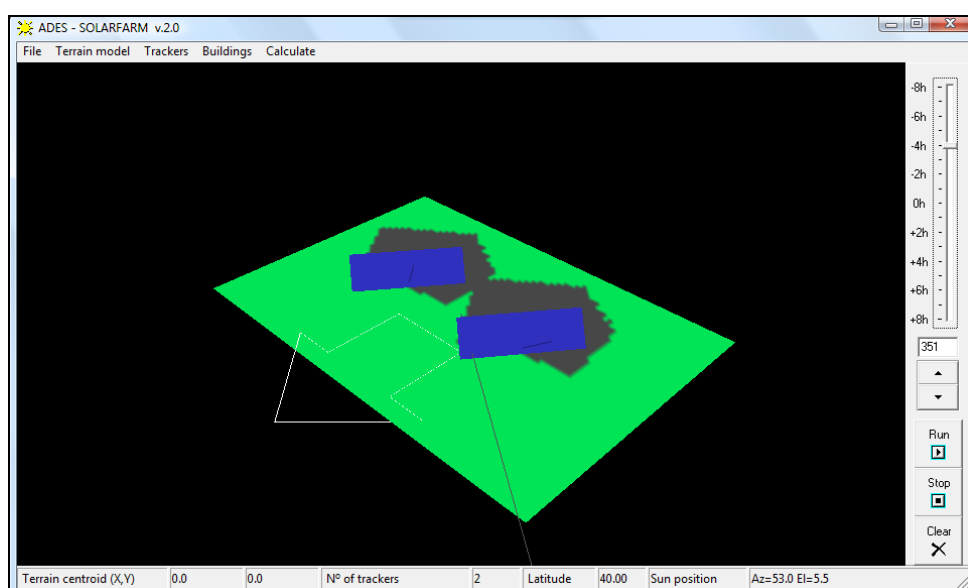 ADES - SOLARFARM v.2.0
File Terrain model Trackers Buildings Calculate
-8h
-6h
-4h
-2h
0h
+2h
+4h
+6h
+8h
351
Run
Stop
Clear
Terrain centroid (X,Y) 0.0 0.0 Nº of trackers 2 Latitude 40.00 Sun position Az=53.0 El=5.5